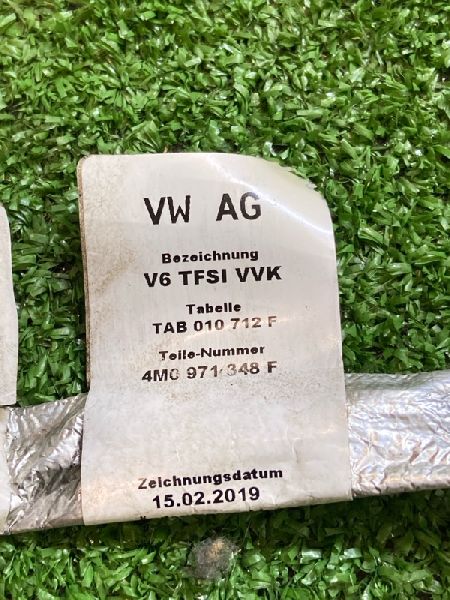 VW AG
Bezeichnung
V6 TFSI VVK
Tabelle
TAB 010 712 F
Teile-Nummer
4M0 971 348 F
Zeichnungsdatum
15.02.2019